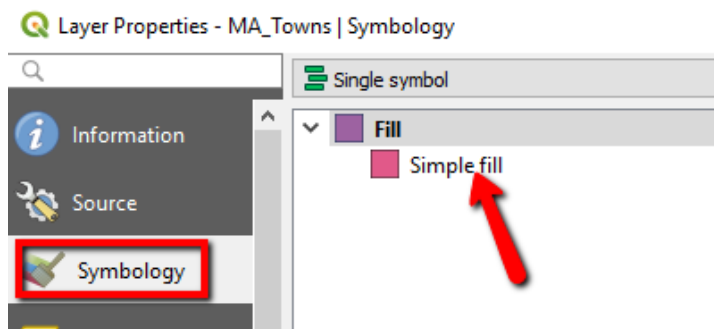 Layer Properties - MA_Towns | Symbology
Single symbol
Information
Fill
Simple fill
Source
Symbology